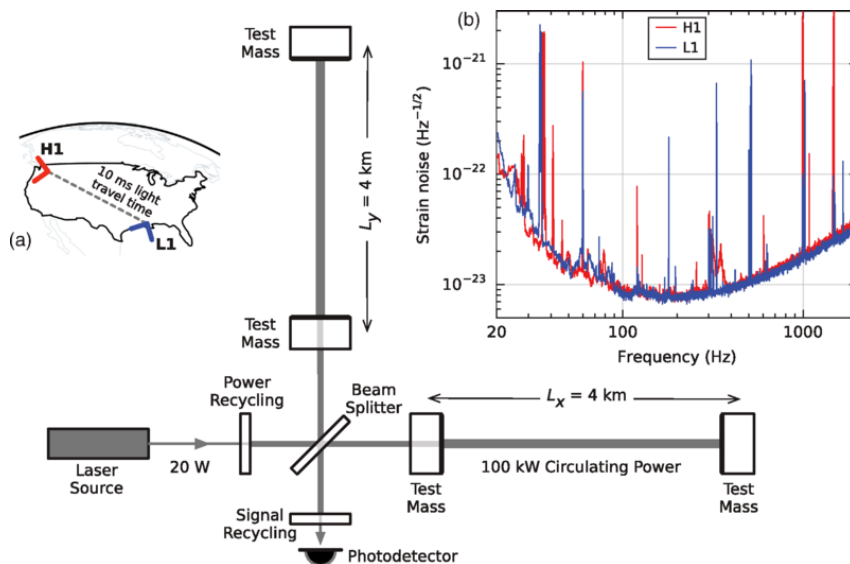 Test
Mass
(b)
H1
L1
10⁻²¹
10⁻²²
10⁻²³
Strain noise (Hz⁻¹/²)
20
100
1000
Frequency (Hz)
H1
10 ms light
travel time
L1
(a)
Ly = 4 km
Test
Mass
Power
Recycling
Beam
Splitter
Lx = 4 km
Laser
Source
20 W
100 kW Circulating Power
Test
Mass
Test
Mass
Signal
Recycling
Photodetector